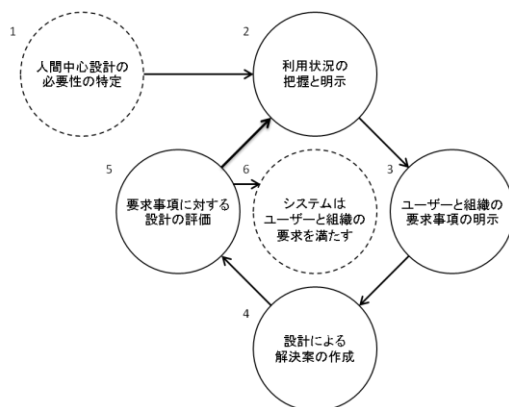 1
人間中心設計の
必要性の特定
2
利用状況の
把握と明示
3
ユーザーと組織の
要求事項の明示
4
設計による
解決案の作成
5
要求事項に対する
設計の評価
6
システムは
ユーザーと組織の
要求を満たす